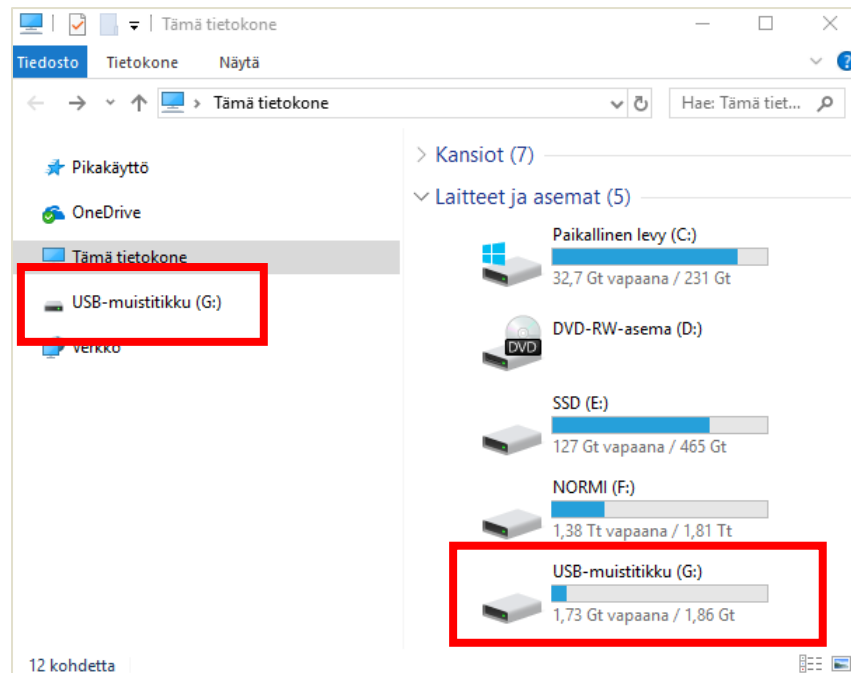 Tämä tietokone
Tiedosto Tietokone Näytä
Tämä tietokone Hae: Tämä tiet...
Pikakäyttö
OneDrive
Tämä tietokone
USB-muistitikku (G:)
Verkko
Kansiot (7)
Laitteet ja asemat (5)
Paikallinen levy (C:)
32,7 Gt vapaana / 231 Gt
DVD-RW-asema (D:)
DVD
SSD (E:)
127 Gt vapaana / 465 Gt
NORMI (F:)
1,38 Tt vapaana / 1,81 Tt
USB-muistitikku (G:)
1,73 Gt vapaana / 1,86 Gt
12 kohdetta